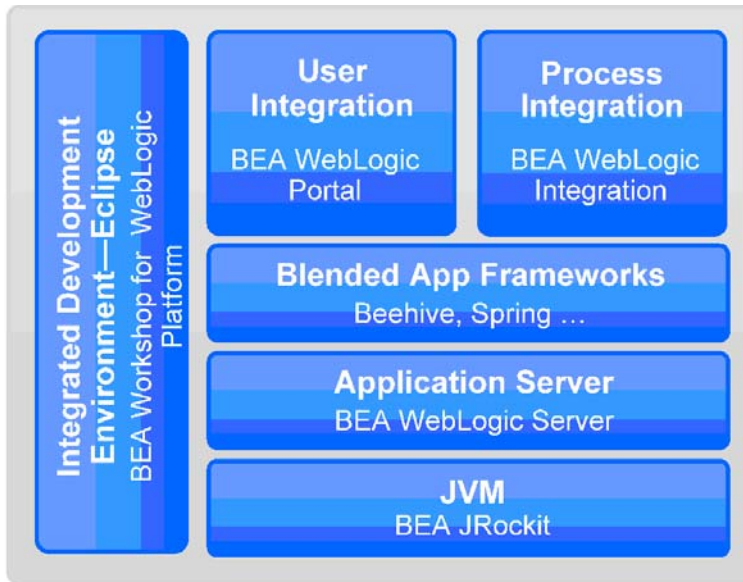 Integrated Development
Environment—Eclipse
BEA Workshop for WebLogic
Platform
User
Integration
BEA WebLogic
Portal
Process
Integration
BEA WebLogic
Integration
Blended App Frameworks
Beehive, Spring ...
Application Server
BEA WebLogic Server
JVM
BEA JRockit